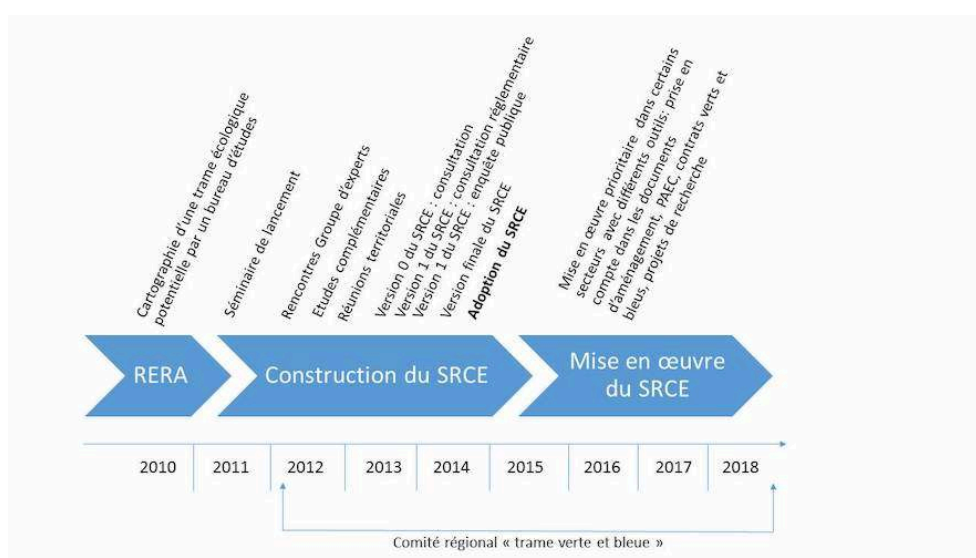 Cartographie d'une trame écologique
potentielle par un bureau d'études
Séminaire de lancement
Rencontres Groupe d'experts
Etudes complémentaires
Réunions territoriales
Version 0 du SRCE : consultation
Version 1 du SRCE : consultation réglementaire
Version 1 du SRCE : enquête publique
Version finale du SRCE
Adoption du SRCE
Mise en œuvre prioritaire dans certains
secteurs avec différents outils: prise en
compte dans les documents
d'aménagement, PAEC, contrats verts et
bleus, projets de recherche
RERA
Construction du SRCE
Mise en œuvre
du SRCE
2010 2011 2012 2013 2014 2015 2016 2017 2018
Comité régional « trame verte et bleue »